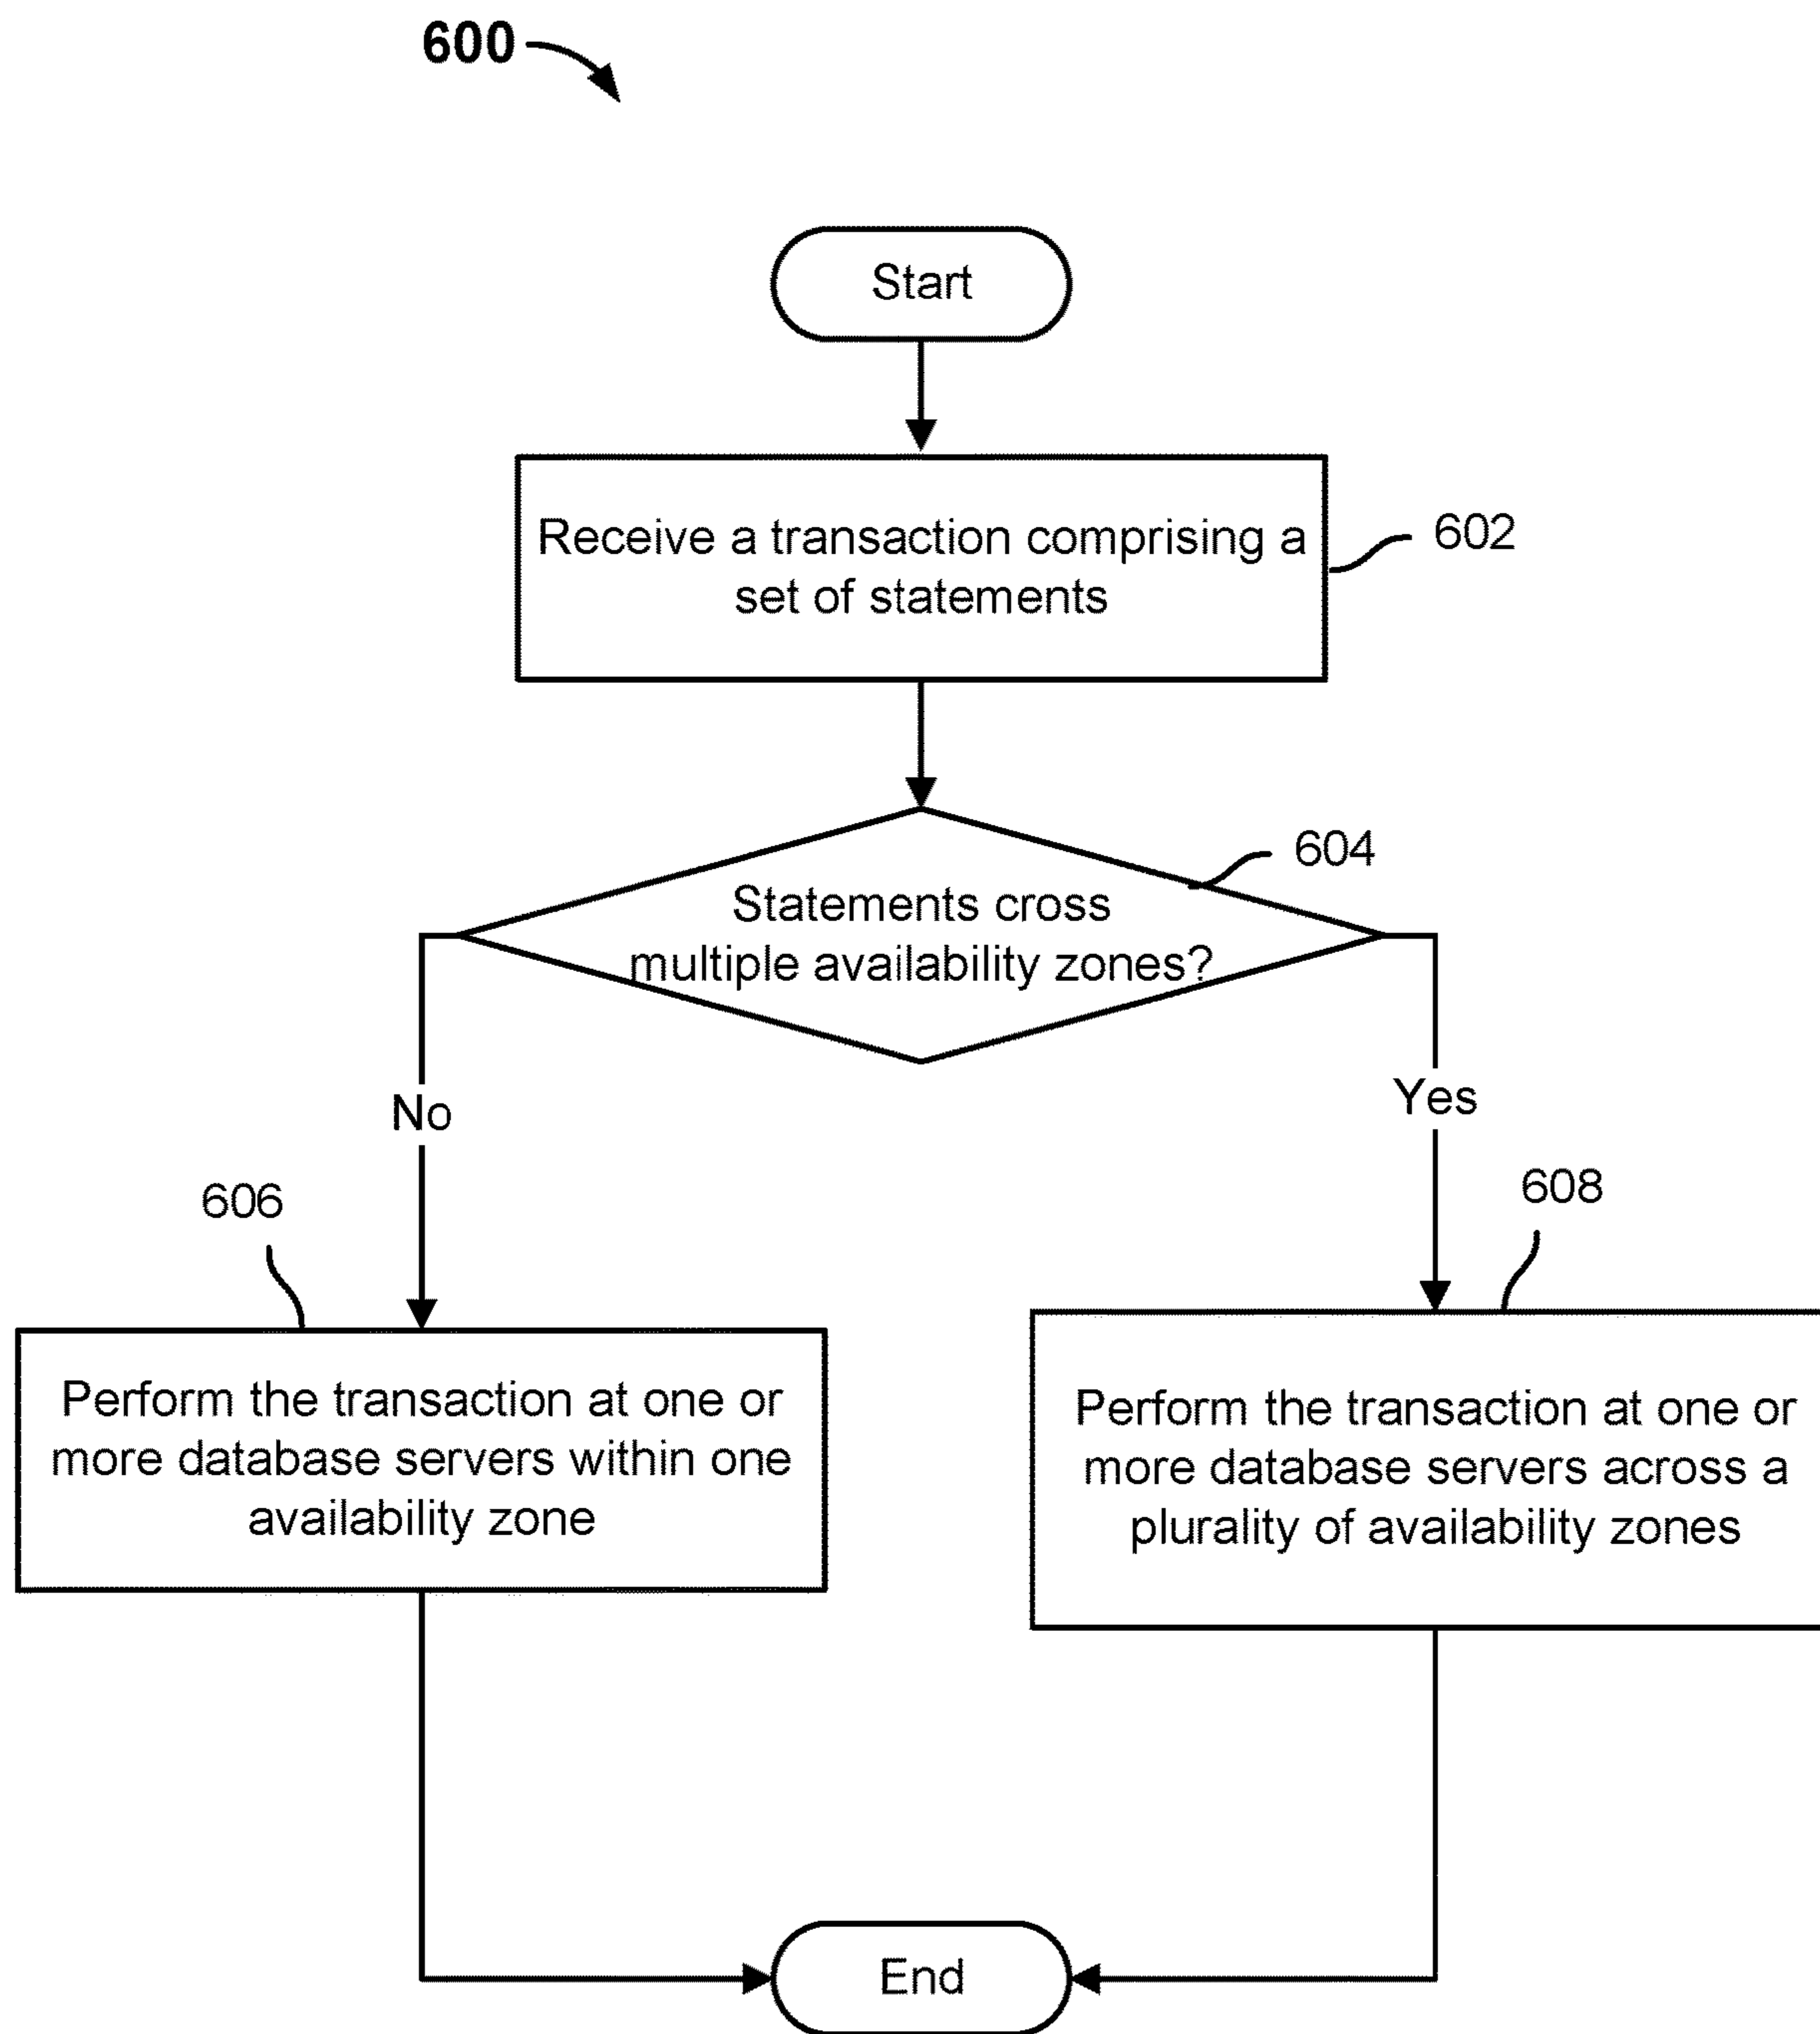 600
Start
Receive a transaction comprising a
set of statements
602
604
Statements cross
multiple availability zones?
No
Yes
606
608
Perform the transaction at one or
more database servers within one
availability zone
Perform the transaction at one or
more database servers across a
plurality of availability zones
End